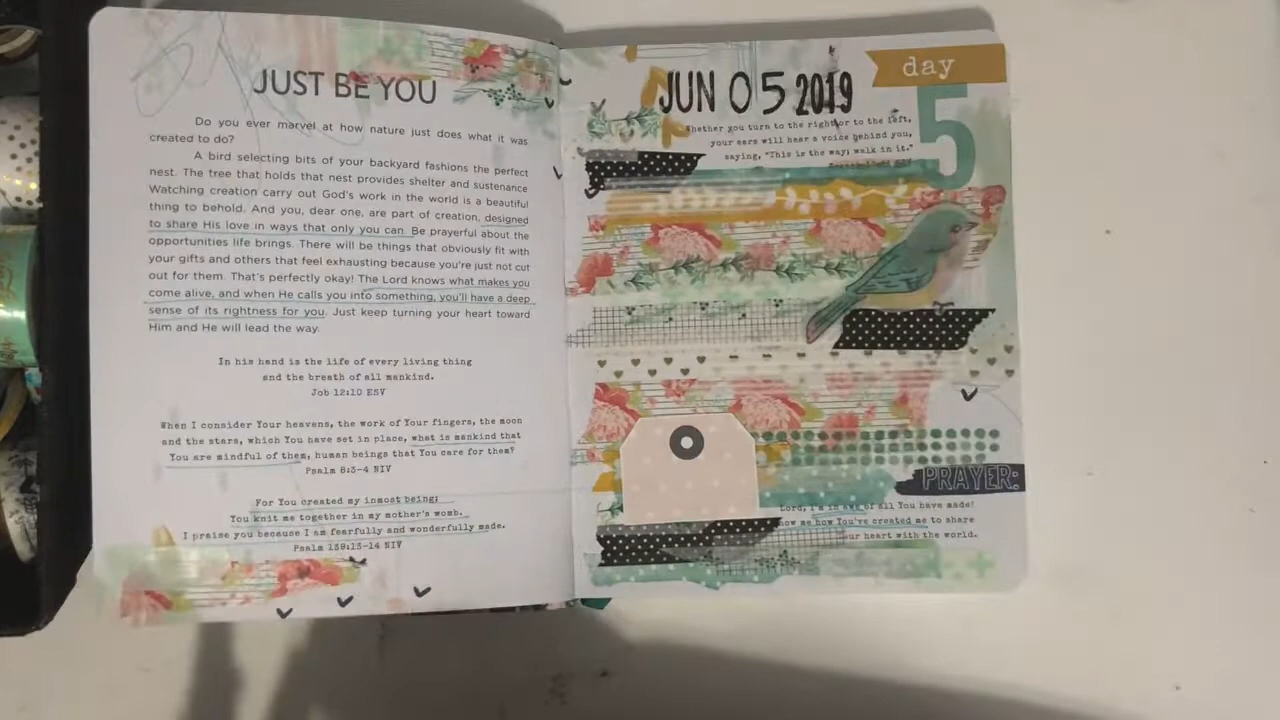 JUST BE YOU
Do you ever marvel at how nature just does what it was
created to do?
A bird selecting bits of your backyard fashions the perfect
nest. The tree that holds that nest provides shelter and sustenance
Watching creation carry out God's work in the world is a beautiful
thing to behold. And you, dear one, are part of creation, designed
to share His love in ways that only you can. Be prayerful about the
opportunities life brings. There will be things that obviously fit with
your gifts and others that feel exhausting because you're just not cut
out for them. That's perfectly okay! The Lord knows what makes you
come alive, and when He calls you into something, you'll have a deep
sense of its rightness for you. Just keep turning your heart toward
Him and He will lead the way.
In his hand is the life of every living thing
and the breath of all mankind.
Job 12:10 ESV
When I consider Your heavens, the work of Your fingers, the moon
and the stars, which You have set in place, what is mankind that
You are mindful of them, human beings that You care for them?
Psalm 8:3-4 NIV
For You created my inmost being;
You knit me together in my mother's womb.
I praise you because I am fearfully and wonderfully made.
Psalm 139:13-14 NIV
day
5
JUN 05 2019
Whether you turn to the right or to the left,
your ears will hear a voice behind you,
saying, "This is the way; walk in it."
PRAYER:
Lord, I'm in awe of all You have made!
how me how You've created me to share
our heart with the world.